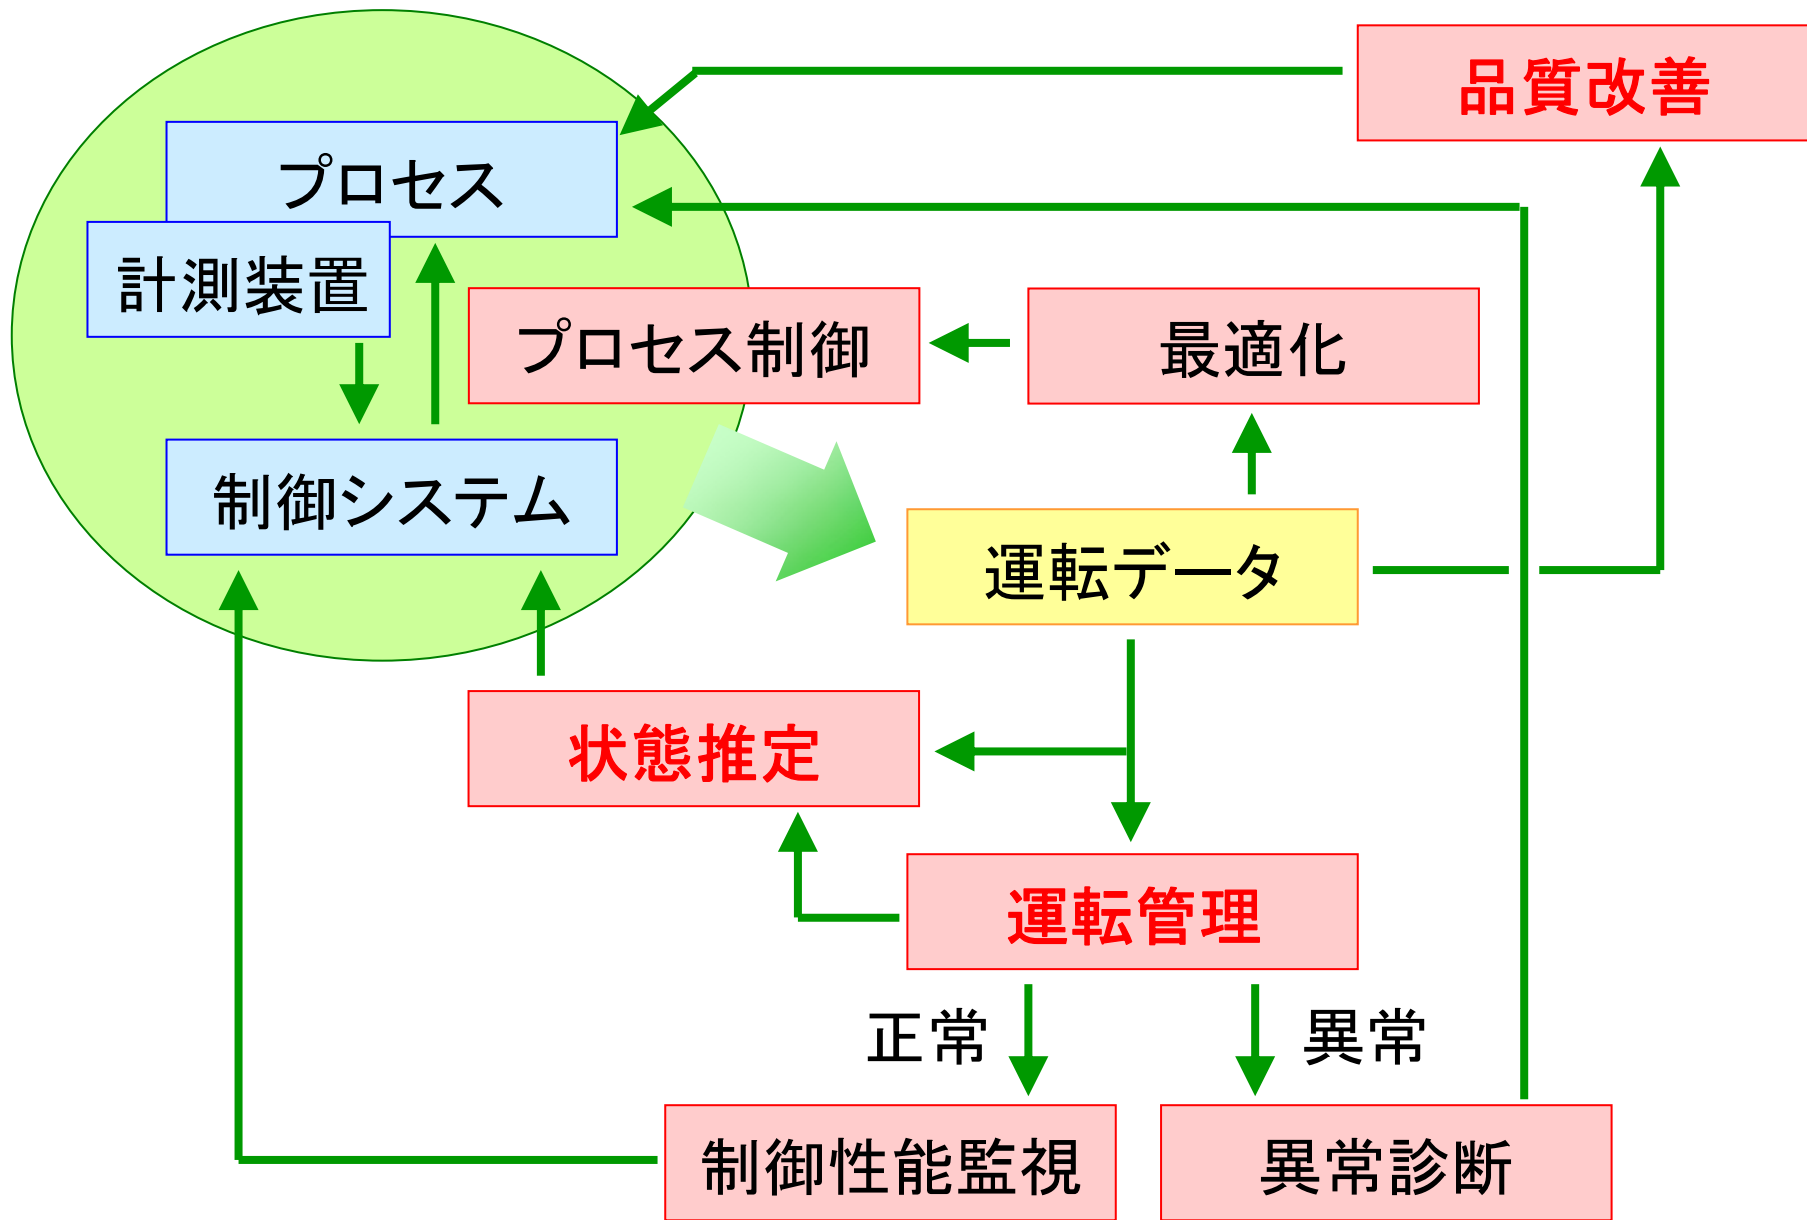 品質改善
プロセス
計測装置
プロセス制御
最適化
制御システム
運転データ
状態推定
運転管理
正常
異常
制御性能監視
異常診断